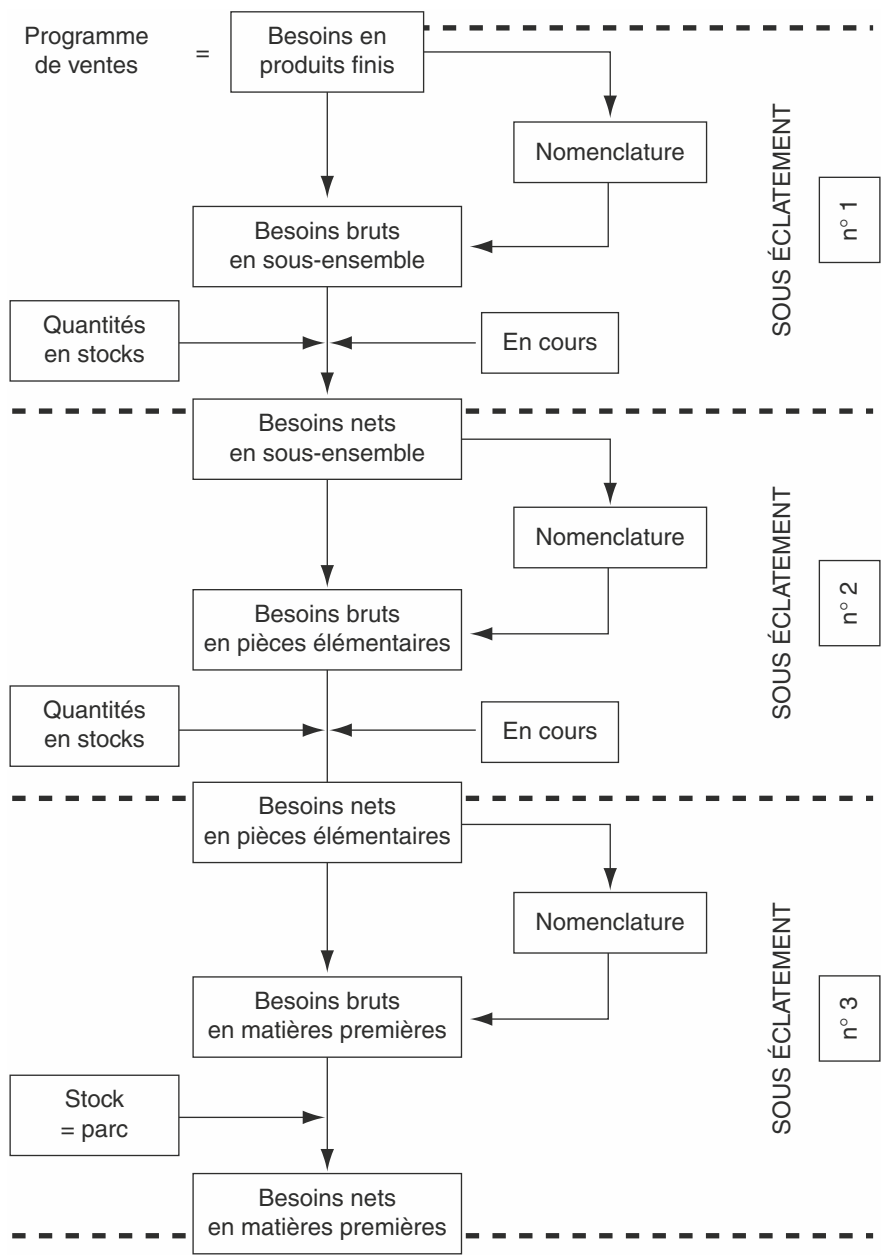 Programme
de ventes
=
Besoins en
produits finis
Nomenclature
Besoins bruts
en sous-ensemble
Quantités
en stocks
En cours
SOUS ÉCLATEMENT
n° 1
Besoins nets
en sous-ensemble
Nomenclature
Besoins bruts
en pièces élémentaires
Quantités
en stocks
En cours
SOUS ÉCLATEMENT
n° 2
Besoins nets
en pièces élémentaires
Nomenclature
Besoins bruts
en matières premières
Stock
= parc
SOUS ÉCLATEMENT
n° 3
Besoins nets
en matières premières